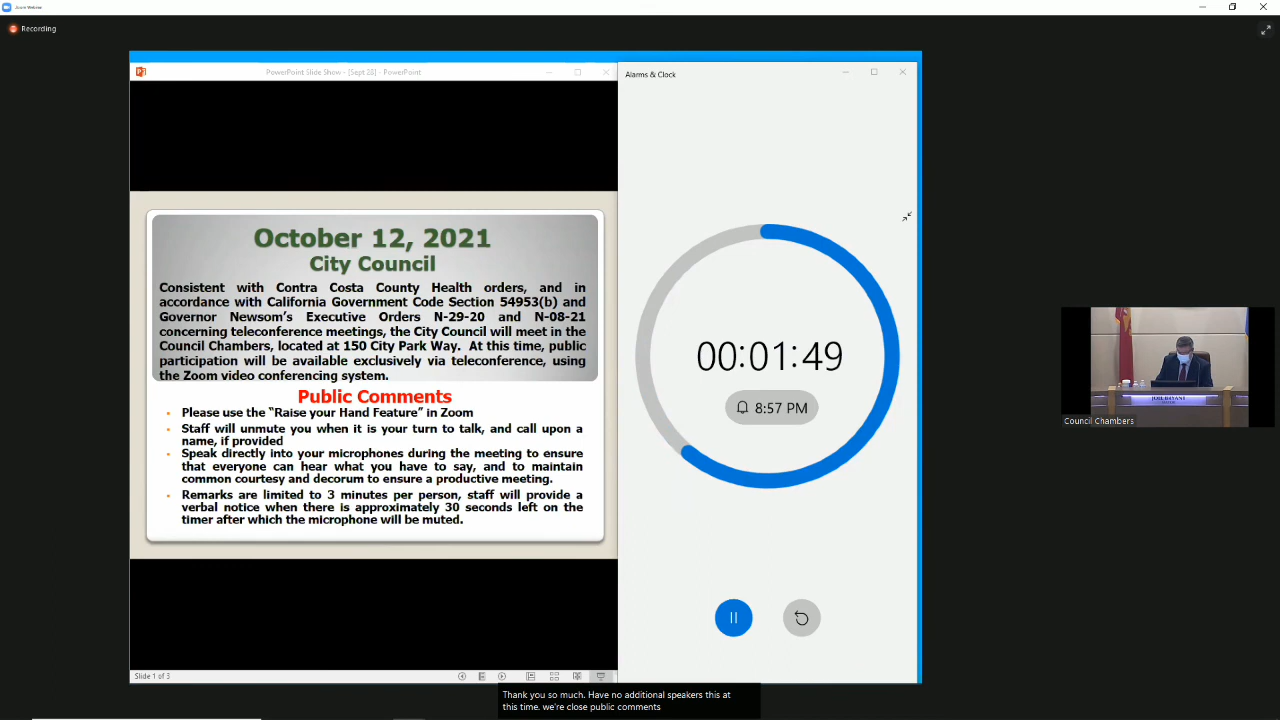 Zoom Webinar
Recording
PowerPoint Slide Show - [Sept 28] - PowerPoint
Alarms & Clock
October 12, 2021
City Council
Consistent with Contra Costa County Health orders, and in
accordance with California Government Code Section 54953(b) and
Governor Newsom's Executive Orders N-29-20 and N-08-21
concerning teleconference meetings, the City Council will meet in the
Council Chambers, located at 150 City Park Way. At this time, public
participation will be available exclusively via teleconference, using
the Zoom video conferencing system.
Public Comments
Please use the "Raise your Hand Feature" in Zoom
Staff will unmute you when it is your turn to talk, and call upon a
name, if provided
Speak directly into your microphones during the meeting to ensure
that everyone can hear what you have to say, and to maintain
common courtesy and decorum to ensure a productive meeting.
Remarks are limited to 3 minutes per person, staff will provide a
verbal notice when there is approximately 30 seconds left on the
timer after which the microphone will be muted.
00:01:49
8:57 PM
JOEL BRYANT
Council Chambers
Slide 1 of 3
Thank you so much. Have no additional speakers this at
this time. we're close public comments